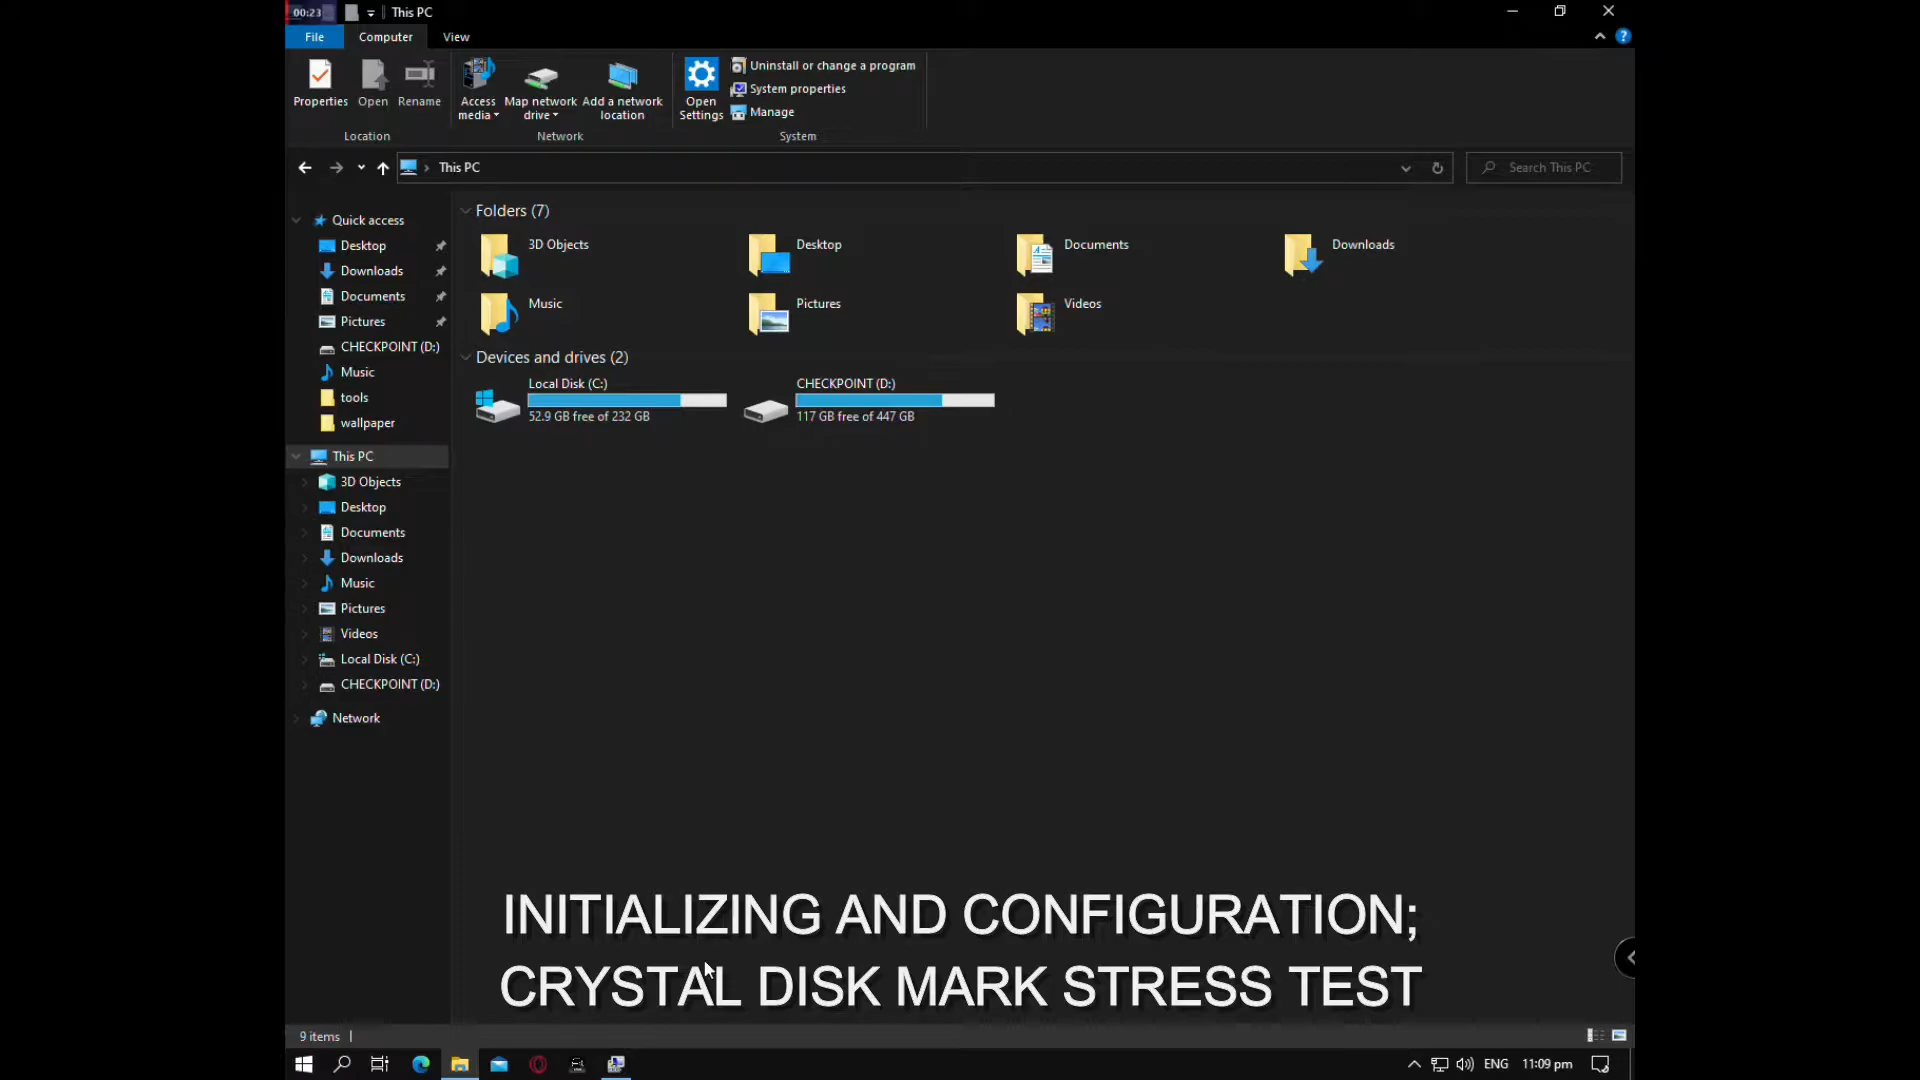 00:23
This PC
File Computer View
Properties Open Rename
Access media
Map network drive
Add a network location
Open Settings
Uninstall or change a program
System properties
Manage
Location Network System
This PC
Search This PC
Quick access
Desktop
Downloads
Documents
Pictures
CHECKPOINT (D:)
Music
tools
wallpaper
This PC
3D Objects
Desktop
Documents
Downloads
Music
Pictures
Videos
Local Disk (C:)
CHECKPOINT (D:)
Network
Folders (7)
3D Objects Desktop Documents Downloads
Music Pictures Videos
Devices and drives (2)
Local Disk (C:)
52.9 GB free of 232 GB
CHECKPOINT (D:)
117 GB free of 447 GB
INITIALIZING AND CONFIGURATION;
CRYSTAL DISK MARK STRESS TEST
9 items
ENG 11:09 pm